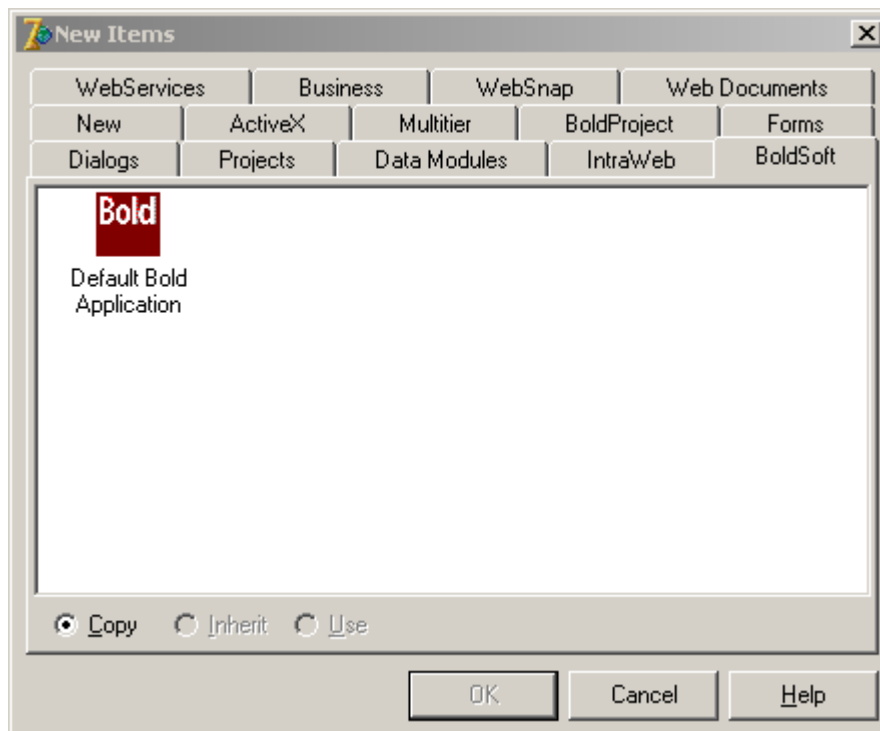 New Items
WebServices Business WebSnap Web Documents
New ActiveX Multitier BoldProject Forms
Dialogs Projects Data Modules IntraWeb BoldSoft
Bold
Default Bold
Application
Copy Inherit Use
OK Cancel Help